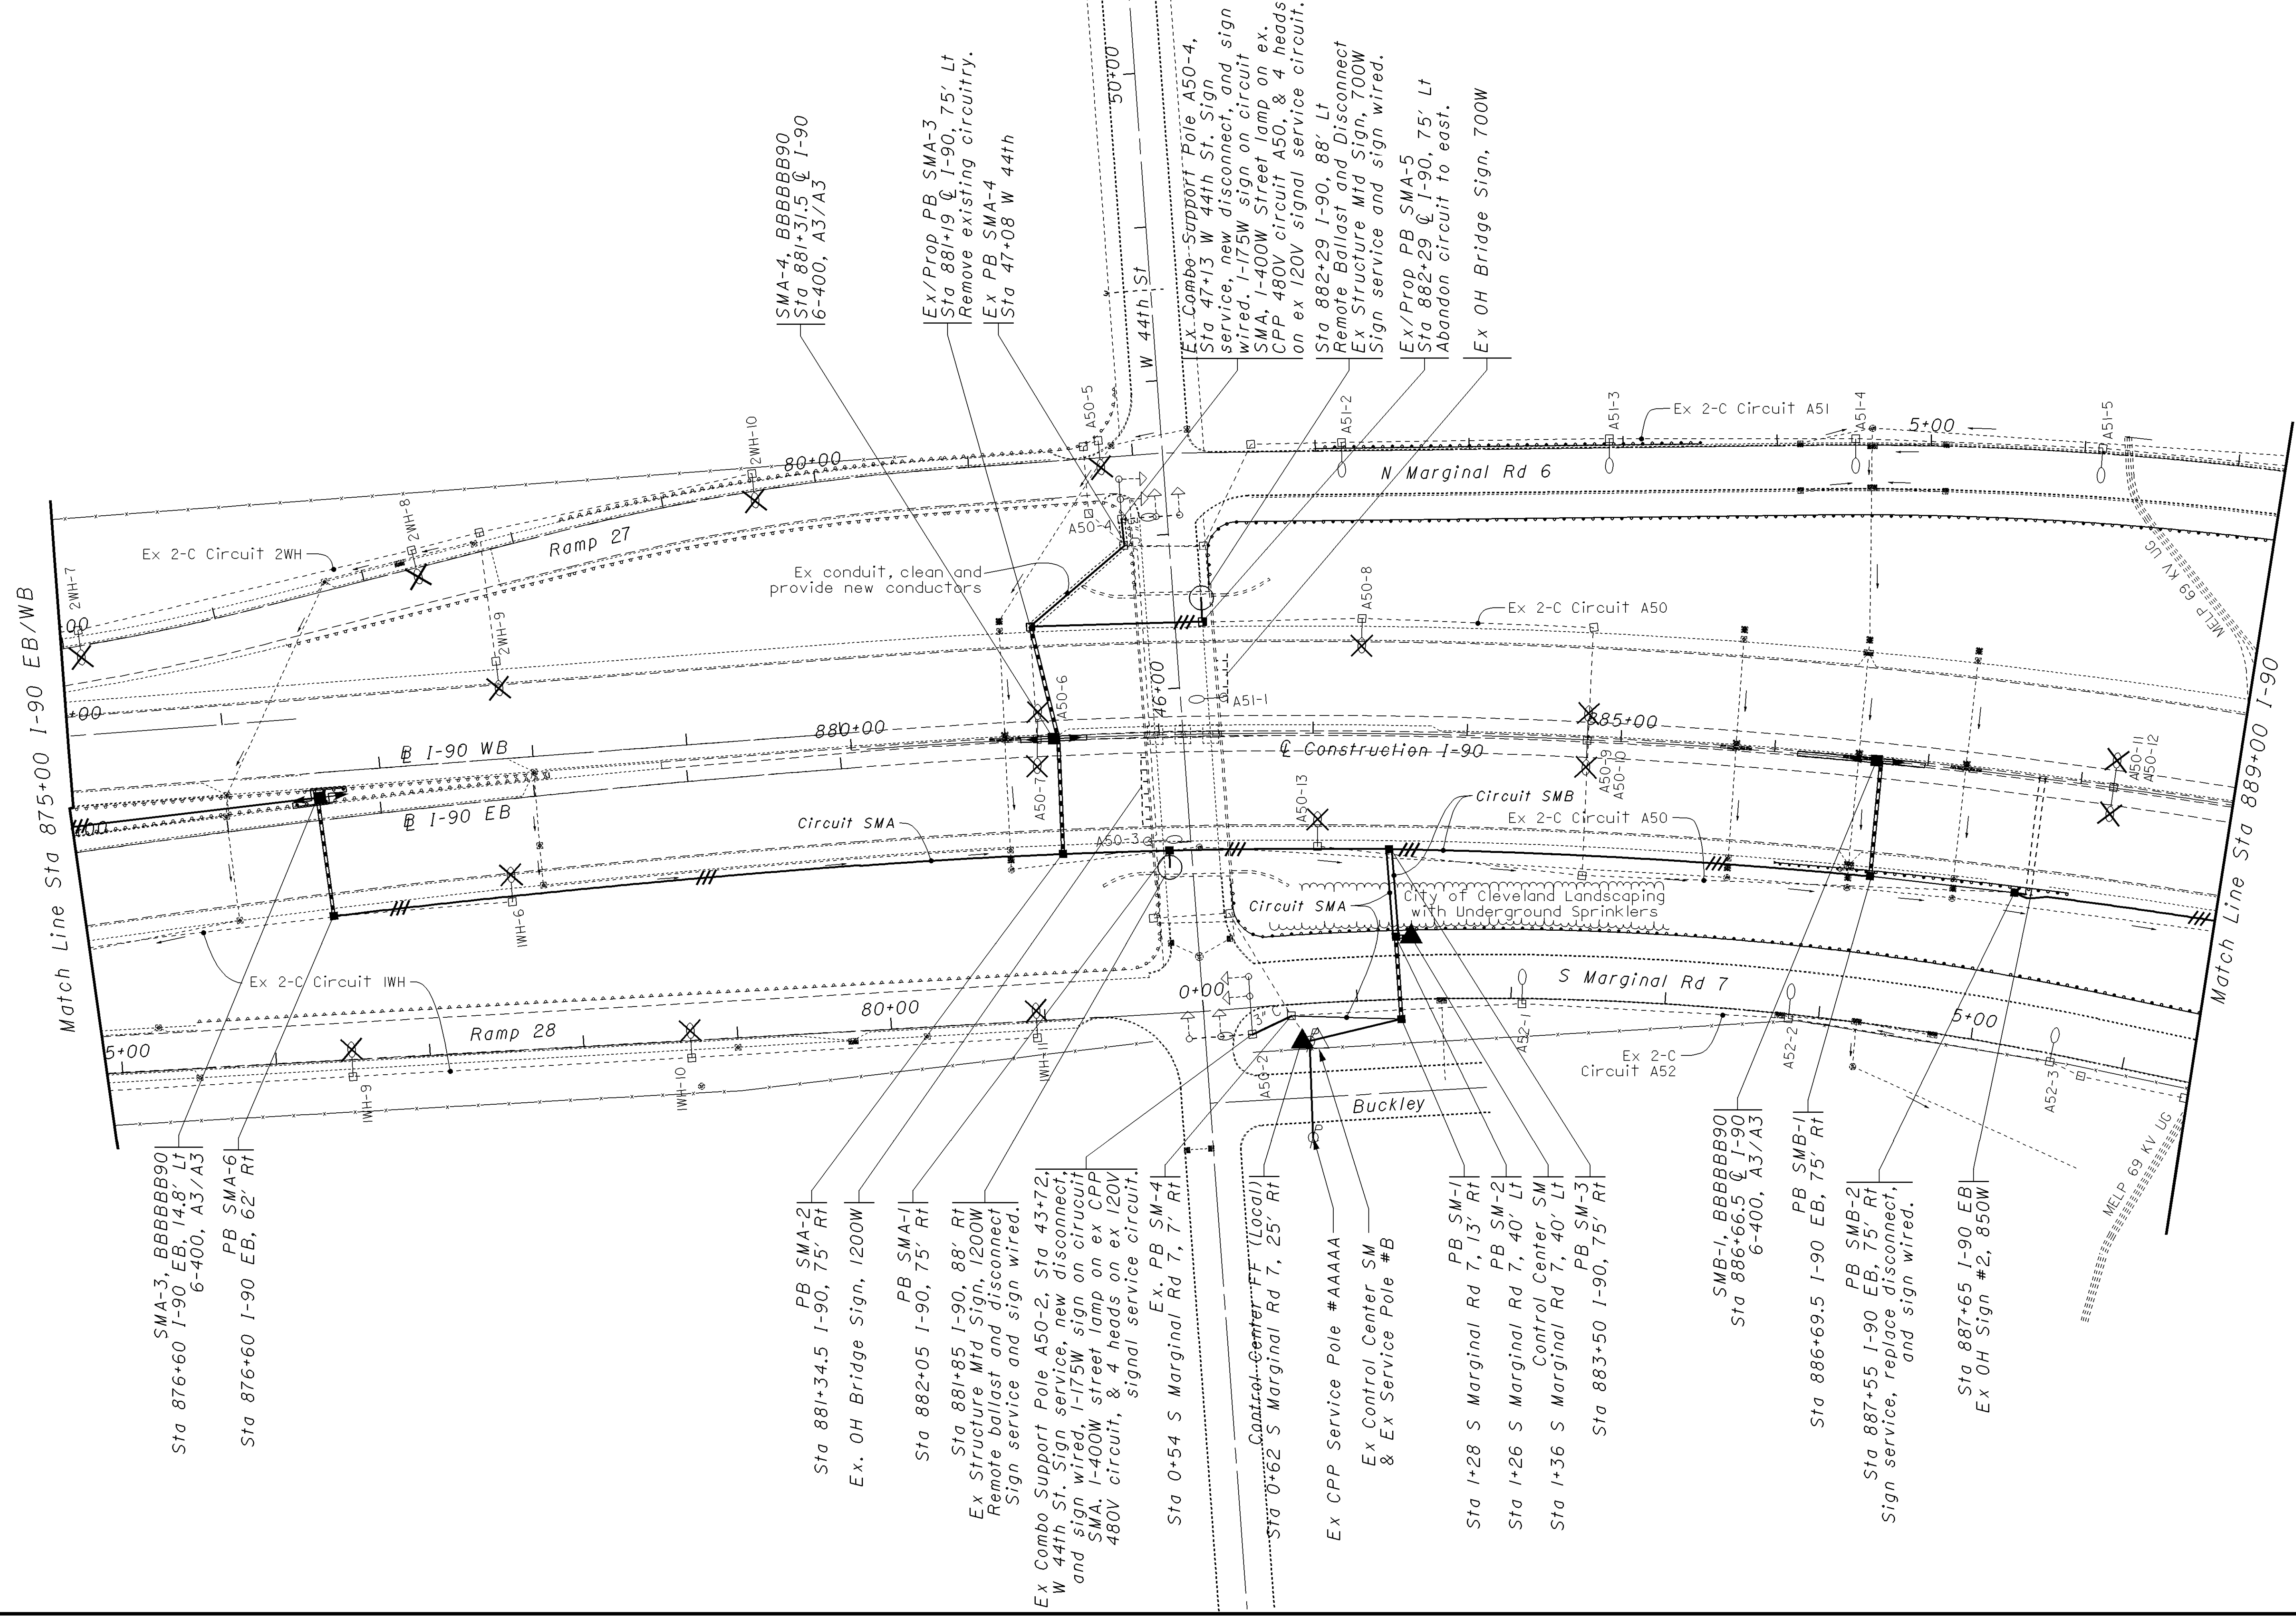 50+00
W 44th St
SMA-4, BBBBBB90
Sta 881+31.5 ℄ I-90
6-400, A3/A3
Ex/Prop PB SMA-3
Sta 881+19 ℄ I-90, 75' Lt
Remove existing circuitry.
Ex PB SMA-4
Sta 47+08 W 44th
Ex Combo Support Pole A50-4,
Sta 47+13 W 44th St. Sign
service, new disconnect, and sign
wired. 1-175W sign on circuit
SMA, 1-400W Street lamp on ex.
CPP 480V circuit A50, & 4 heads
on ex 120V signal service circuit.
Sta 882+29 I-90, 88' Lt
Remote Ballast and Disconnect
Ex Structure Mtd Sign, 700W
Sign service and sign wired.
Ex/Prop PB SMA-5
Sta 882+29 ℄ I-90, 75' Lt
Abandon circuit to east.
Ex OH Bridge Sign, 700W
Match Line Sta 875+00 I-90 EB/WB
2WH-7
00
Ex 2-C Circuit 2WH
2WH-8
2WH-9
2WH-10
80+00
Ramp 27
A50-5
A50-4
A51-2
A51-3
Ex 2-C Circuit A51
A51-4
5+00
A51-5
N Marginal Rd 6
MELP 69 KV UG
Ex conduit, clean and
provide new conductors
A50-8
Ex 2-C Circuit A50
A50-6
46+00
A51-1
+00
B I-90 WB
880+00
℄ Construction I-90
885+00
A50-9
A50-10
A50-11
A50-12
00
B I-90 EB
Circuit SMA
A50-7
A50-3
A50-13
Circuit SMB
Ex 2-C Circuit A50
1WH-6
Circuit SMA
City of Cleveland Landscaping
with Underground Sprinklers
Ex 2-C Circuit 1WH
S Marginal Rd 7
Match Line Sta 889+00 I-90
5+00
Ramp 28
80+00
0+00
5+00
1WH-9
1WH-10
1WH-11
A50-2
A52-1
Ex 2-C
Circuit A52
A52-2
A52-3
Buckley
P
MELP 69 KV UG
SMA-3, BBBBBB90
Sta 876+60 I-90 EB, 14.8' Lt
6-400, A3/A3
PB SMA-6
Sta 876+60 I-90 EB, 62' Rt
PB SMA-2
Sta 881+34.5 I-90, 75' Rt
Ex. OH Bridge Sign, 1200W
PB SMA-1
Sta 882+05 I-90, 75' Rt
Sta 881+85 I-90, 88' Rt
Ex Structure Mtd Sign, 1200W
Remote ballast and disconnect
Sign service and sign wired.
Ex Combo Support Pole A50-2, Sta 43+72,
W 44th St. Sign service, new disconnect,
and sign wired, 1-175W sign on cirucuit
SMA. 1-400W street lamp on ex CPP
480V circuit, & 4 heads on ex 120V
signal service circuit.
Ex. PB SM-4
Sta 0+54 S Marginal Rd 7, 7' Rt
Control Center FF (Local)
Sta 0+62 S Marginal Rd 7, 25' Rt
Ex CPP Service Pole #AAAAA
Ex Control Center SM
& Ex Service Pole #B
PB SM-1
Sta 1+28 S Marginal Rd 7, 13' Rt
PB SM-2
Sta 1+26 S Marginal Rd 7, 40' Lt
Control Center SM
Sta 1+36 S Marginal Rd 7, 40' Lt
PB SM-3
Sta 883+50 I-90, 75' Rt
SMB-1, BBBBBB90
Sta 886+66.5 ℄ I-90
6-400, A3/A3
PB SMB-1
Sta 886+69.5 I-90 EB, 75' Rt
PB SMB-2
Sta 887+55 I-90 EB, 75' Rt
Sign service, replace disconnect,
and sign wired.
Sta 887+65 I-90 EB
Ex OH Sign #2, 850W